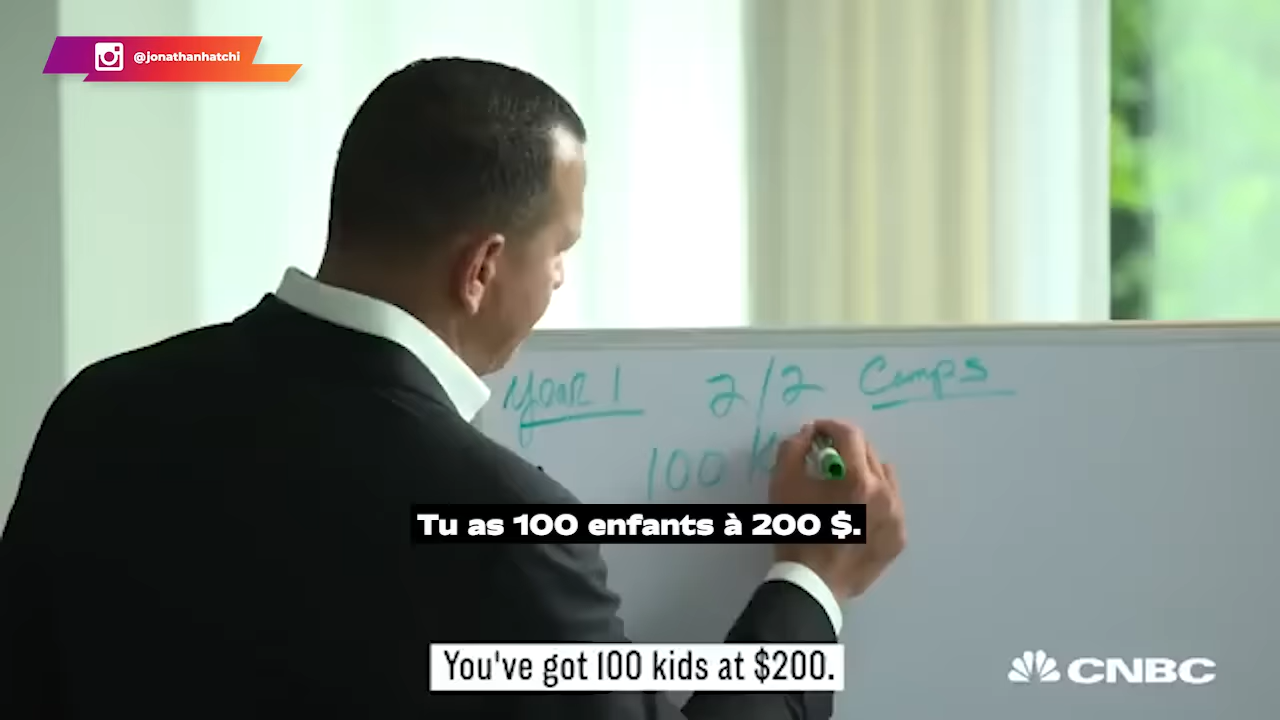 @jonathanhatchi
Year 1 2/2 Camps
100 K
Tu as 100 enfants à 200 $.
You've got 100 kids at $200.
CNBC